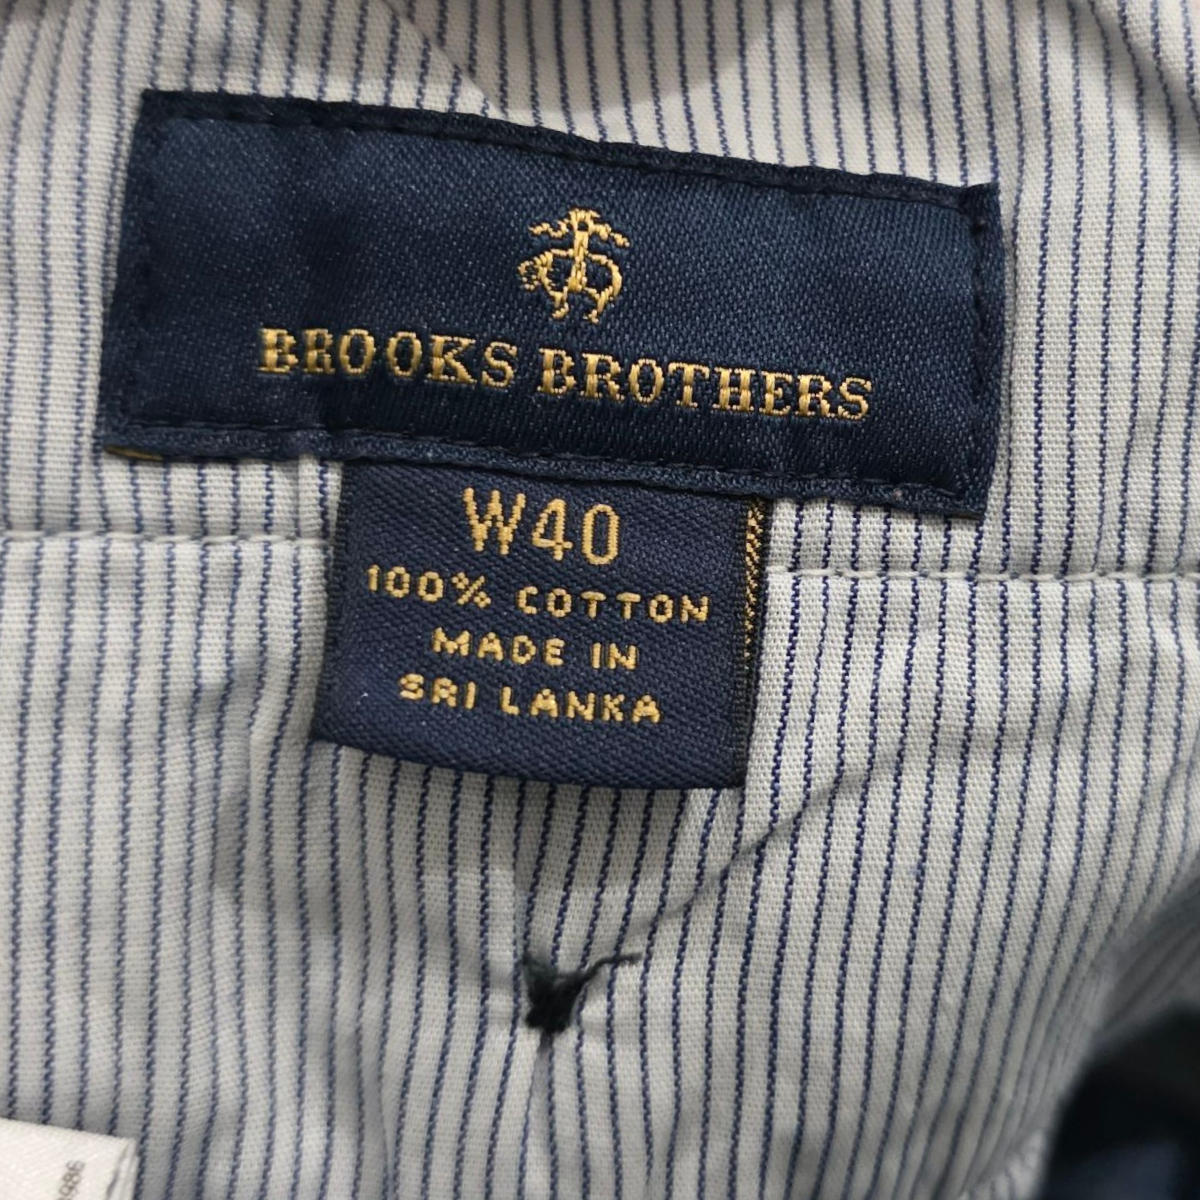 BROOKS BROTHERS
W40
100% COTTON
MADE IN
SRI LANKA